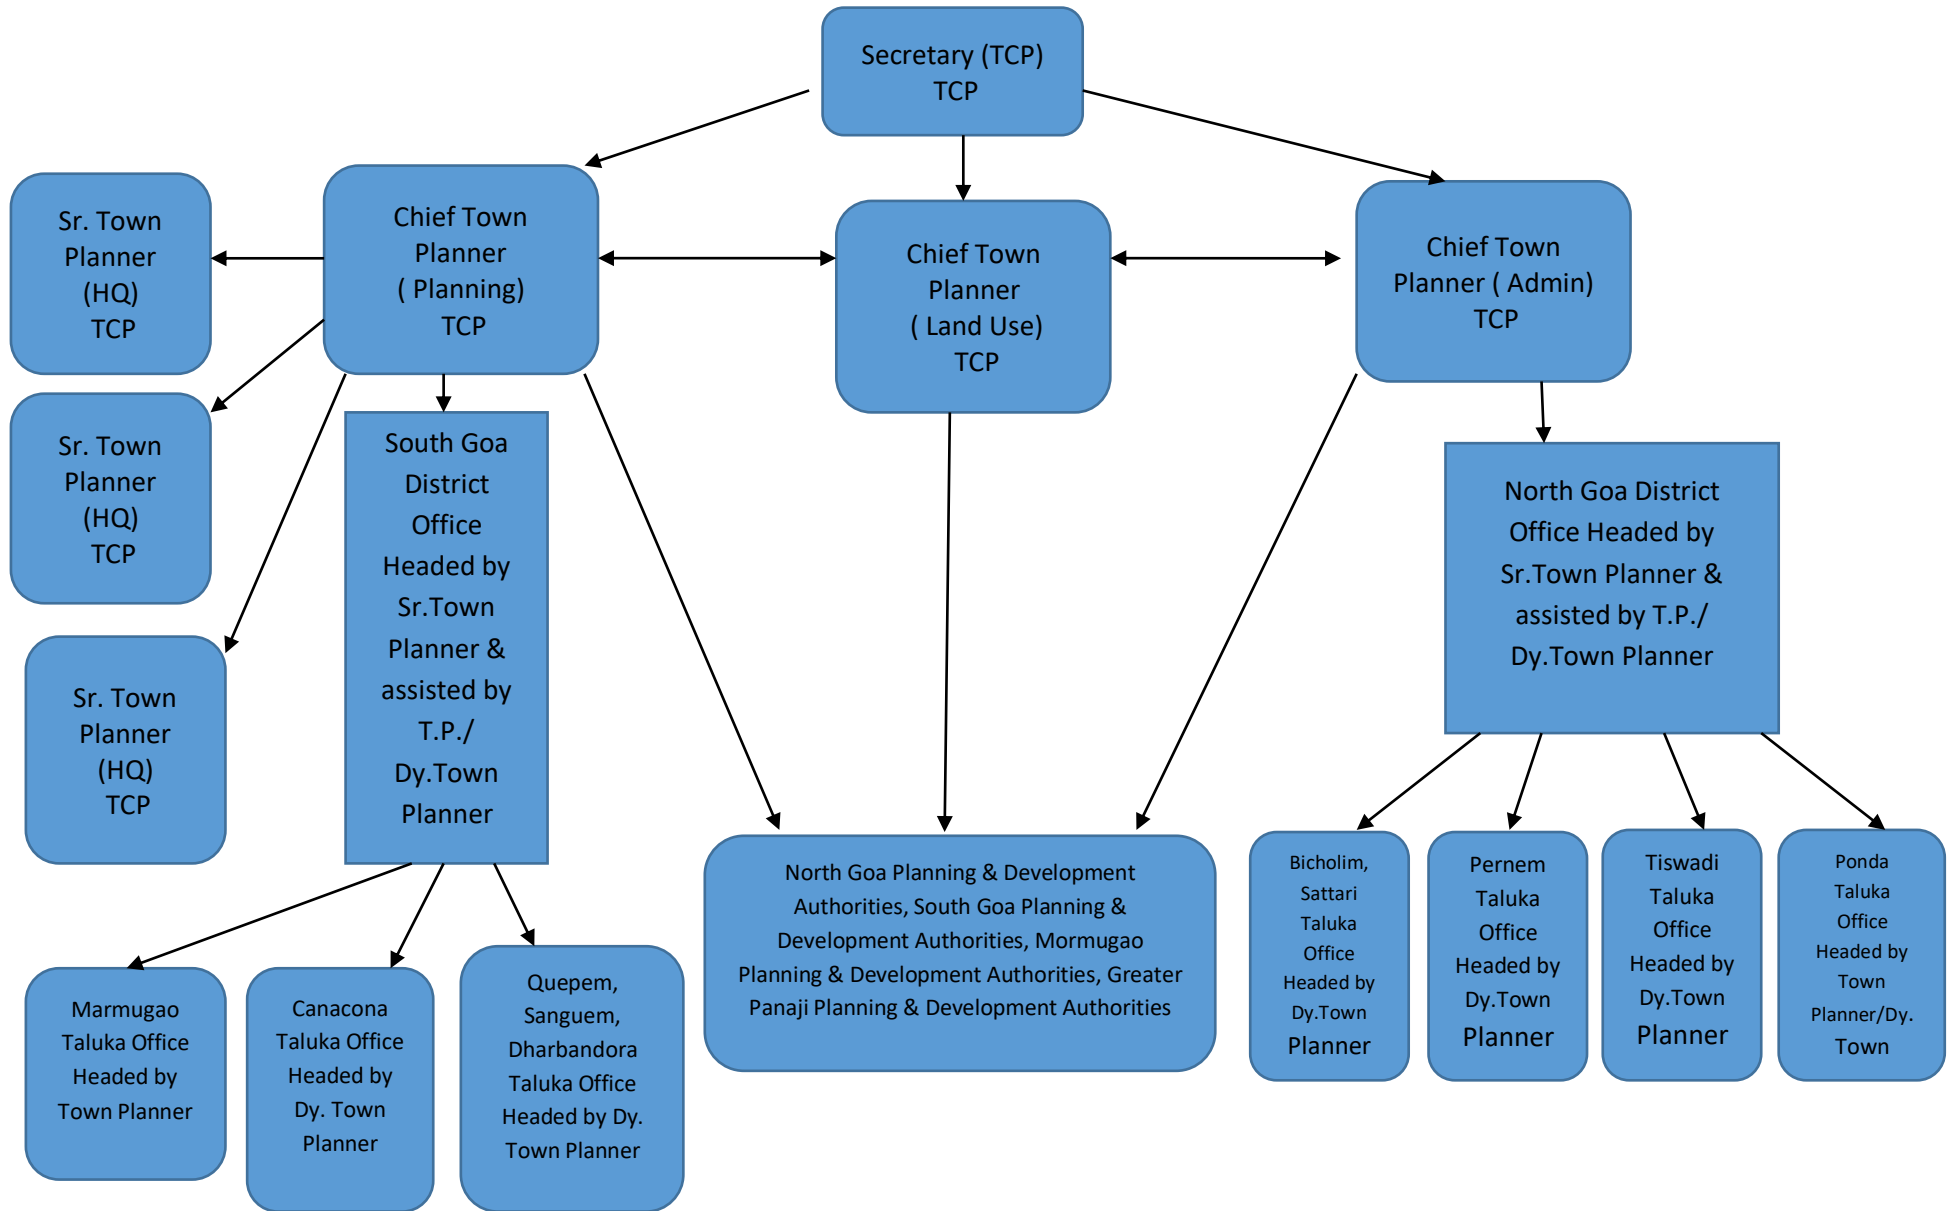 Secretary (TCP)
TCP
Sr. Town
Planner
(HQ)
TCP
Chief Town
Planner
( Planning)
TCP
Chief Town
Planner
( Land Use)
TCP
Chief Town
Planner ( Admin)
TCP
Sr. Town
Planner
(HQ)
TCP
Sr. Town
Planner
(HQ)
TCP
South Goa
District
Office
Headed by
Sr.Town
Planner &
assisted by
T.P./
Dy.Town
Planner
North Goa District
Office Headed by
Sr.Town Planner &
assisted by T.P./
Dy.Town Planner
Marmugao
Taluka Office
Headed by
Town Planner
Canacona
Taluka Office
Headed by
Dy. Town
Planner
Quepem,
Sanguem,
Dharbandora
Taluka Office
Headed by Dy.
Town Planner
North Goa Planning & Development
Authorities, South Goa Planning &
Development Authorities, Mormugao
Planning & Development Authorities, Greater
Panaji Planning & Development Authorities
Bicholim,
Sattari
Taluka
Office
Headed by
Dy.Town
Planner
Pernem
Taluka
Office
Headed by
Dy.Town
Planner
Tiswadi
Taluka
Office
Headed by
Dy.Town
Planner
Ponda
Taluka
Office
Headed by
Town
Planner/Dy.
Town